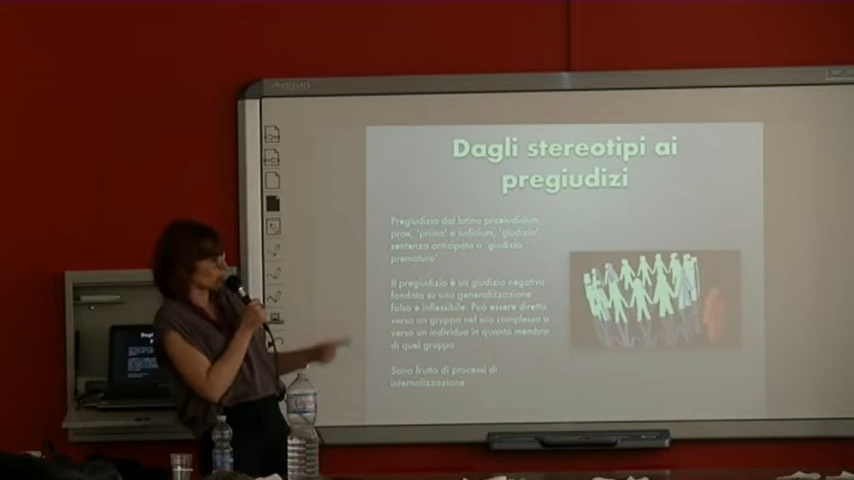 Dagli stereotipi ai
pregiudizi
Pregiudizio dal latino praeiudicium,
prae, 'prima' e iudicium, 'giudizio'
sentenza anticipata o 'giudizio
prematuro'.
Il pregiudizio è un giudizio negativo
fondato su una generalizzazione
falsa e inflessibile. Può essere diretto
verso un gruppo nel suo complesso o
verso un individuo in quanto membro
di quel gruppo.
Sono frutto di processi di
internalizzazione